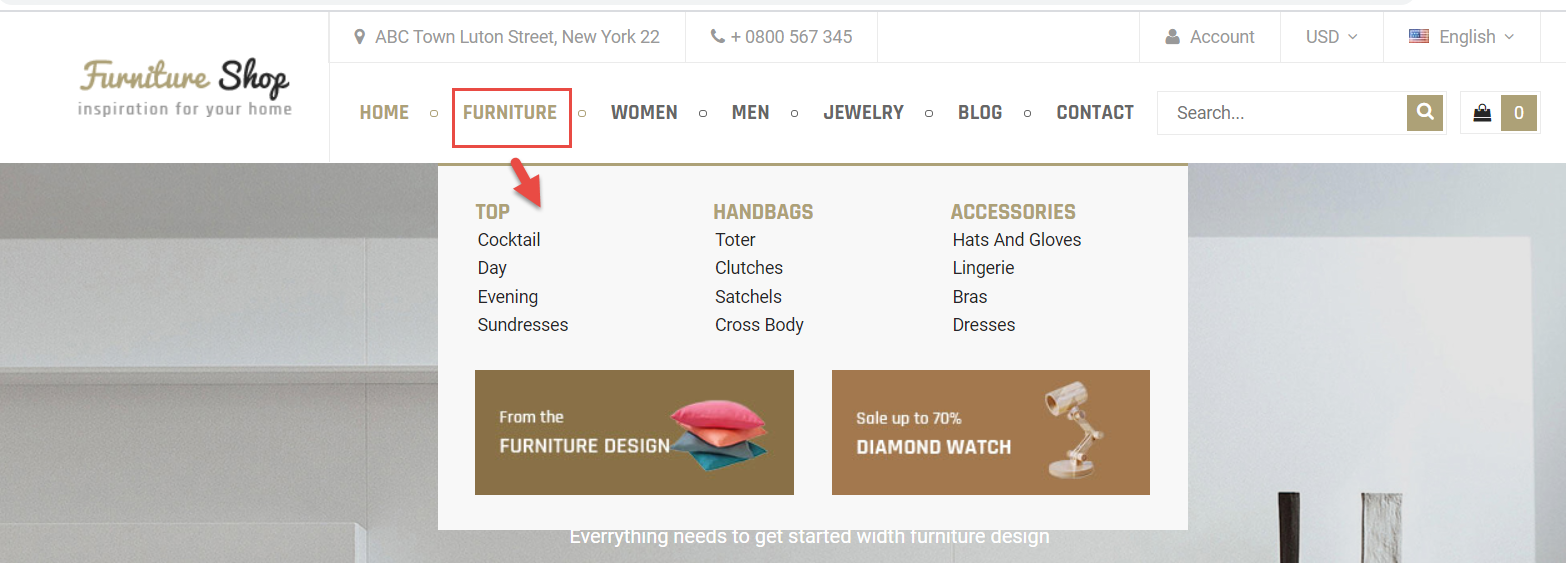 ABC Town Luton Street, New York 22
+ 0800 567 345
Account
USD
English
Furniture Shop
inspiration for your home
HOME
FURNITURE
WOMEN
MEN
JEWELRY
BLOG
CONTACT
Search...
0
TOP
Cocktail
Day
Evening
Sundresses
HANDBAGS
Toter
Clutches
Satchels
Cross Body
ACCESSORIES
Hats And Gloves
Lingerie
Bras
Dresses
From the
FURNITURE DESIGN
Sale up to 70%
DIAMOND WATCH
Everrything needs to get started width furniture design